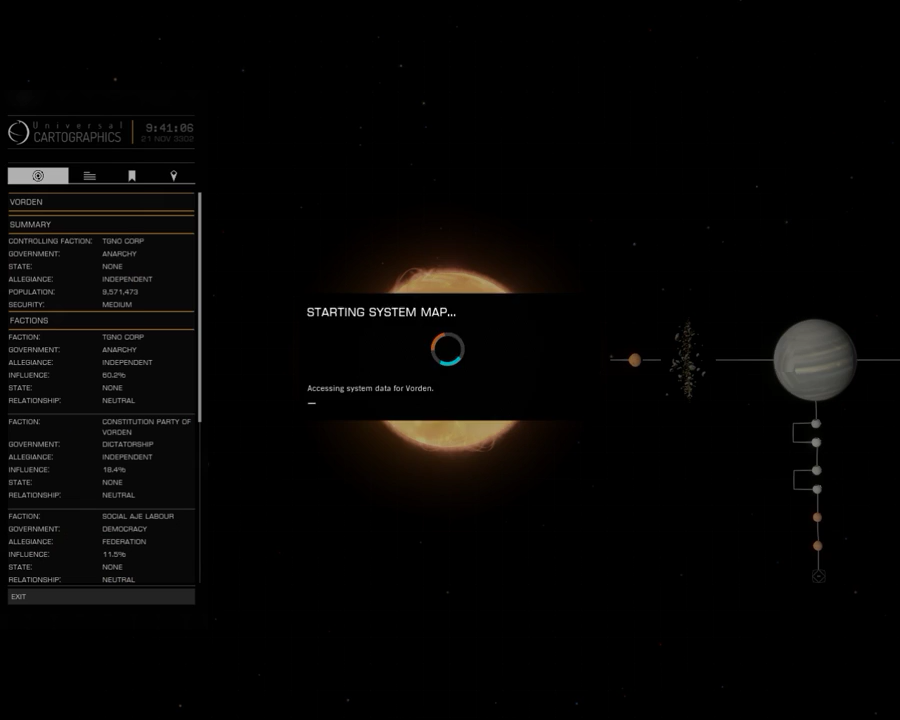 Universal
CARTOGRAPHICS
9:41:06
21 NOV 3302
VORDEN
SUMMARY
CONTROLLING FACTION: TGNO CORP
GOVERNMENT: ANARCHY
STATE: NONE
ALLEGIANCE: INDEPENDENT
POPULATION: 9,571,473
SECURITY: MEDIUM
FACTIONS
FACTION: TGNO CORP
GOVERNMENT: ANARCHY
ALLEGIANCE: INDEPENDENT
INFLUENCE: 60.2%
STATE: NONE
RELATIONSHIP: NEUTRAL
FACTION: CONSTITUTION PARTY OF
VORDEN
GOVERNMENT: DICTATORSHIP
ALLEGIANCE: INDEPENDENT
INFLUENCE: 18.4%
STATE: NONE
RELATIONSHIP: NEUTRAL
FACTION: SOCIAL AJE LABOUR
GOVERNMENT: DEMOCRACY
ALLEGIANCE: FEDERATION
INFLUENCE: 11.5%
STATE: NONE
RELATIONSHIP: NEUTRAL
EXIT
STARTING SYSTEM MAP...
Accessing system data for Vorden.